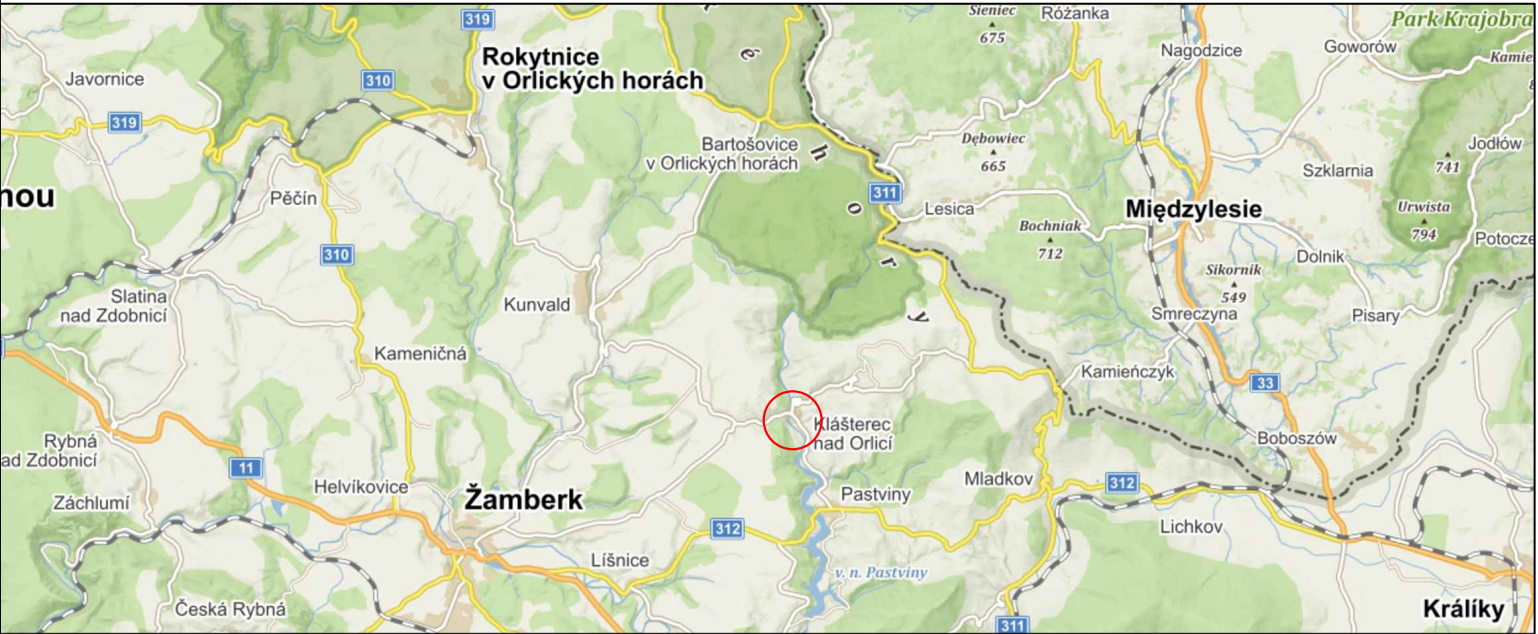 319
Sieniec
675
Różanka
Park Krajobra
Rokytnice
v Orlických horách
é
Nagodzice
Goworów
Kamie
Javornice
310
319
Bartošovice
v Orlických horách
h
Dębowiec
665
741
Jodłów
Szklarnia
nou
Pěčín
311
o
Lesica
Międzylesie
Urwista
794
Bochniak
712
Potocze
310
r
Dolnik
Sikornik
549
Slatina
nad Zdobnicí
Kunvald
y
Smreczyna
Pisary
Kameničná
Kamieńczyk
33
Klášterec
nad Orlicí
Rybná
ad Zdobnicí
Boboszów
11
Helvíkovice
Žamberk
Záchlumí
Pastviny
Mladkov
312
312
Lichkov
Líšnice
v. n. Pastviny
Česká Rybná
311
Králíky